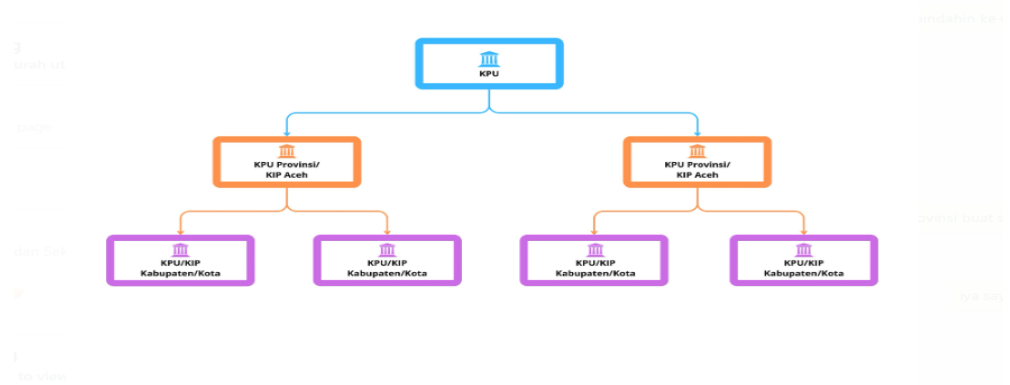 KPU
KPU Provinsi/
KIP Aceh
KPU Provinsi/
KIP Aceh
KPU/KIP
Kabupaten/Kota
KPU/KIP
Kabupaten/Kota
KPU/KIP
Kabupaten/Kota
KPU/KIP
Kabupaten/Kota